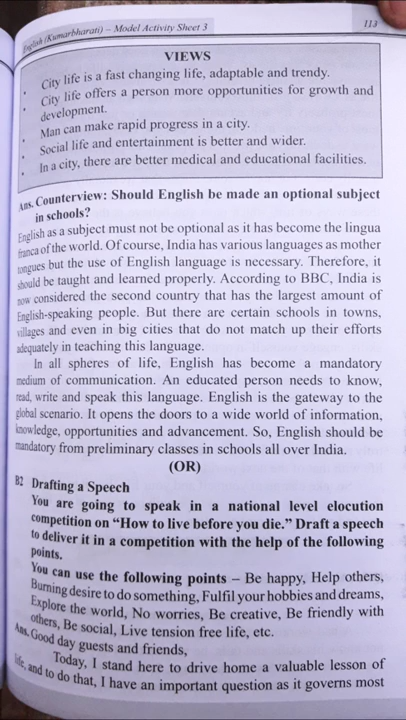 English (Kumarbharati) – Model Activity Sheet 3
113
VIEWS
• City life is a fast changing life, adaptable and trendy.
• City life offers a person more opportunities for growth and
development.
• Man can make rapid progress in a city.
• Social life and entertainment is better and wider.
• In a city, there are better medical and educational facilities.
Ans. Counterview: Should English be made an optional subject
in schools?
English as a subject must not be optional as it has become the lingua
franca of the world. Of course, India has various languages as mother
tongues but the use of English language is necessary. Therefore, it
should be taught and learned properly. According to BBC, India is
now considered the second country that has the largest amount of
English-speaking people. But there are certain schools in towns,
villages and even in big cities that do not match up their efforts
adequately in teaching this language.
In all spheres of life, English has become a mandatory
medium of communication. An educated person needs to know,
read, write and speak this language. English is the gateway to the
global scenario. It opens the doors to a wide world of information,
knowledge, opportunities and advancement. So, English should be
mandatory from preliminary classes in schools all over India.
(OR)
B2 Drafting a Speech
You are going to speak in a national level elocution
competition on “How to live before you die.” Draft a speech
to deliver it in a competition with the help of the following
points.
You can use the following points – Be happy, Help others,
Burning desire to do something, Fulfil your hobbies and dreams,
Explore the world, No worries, Be creative, Be friendly with
others, Be social, Live tension free life, etc.
Ans. Good day guests and friends,
Today, I stand here to drive home a valuable lesson of
life, and to do that, I have an important question as it governs most